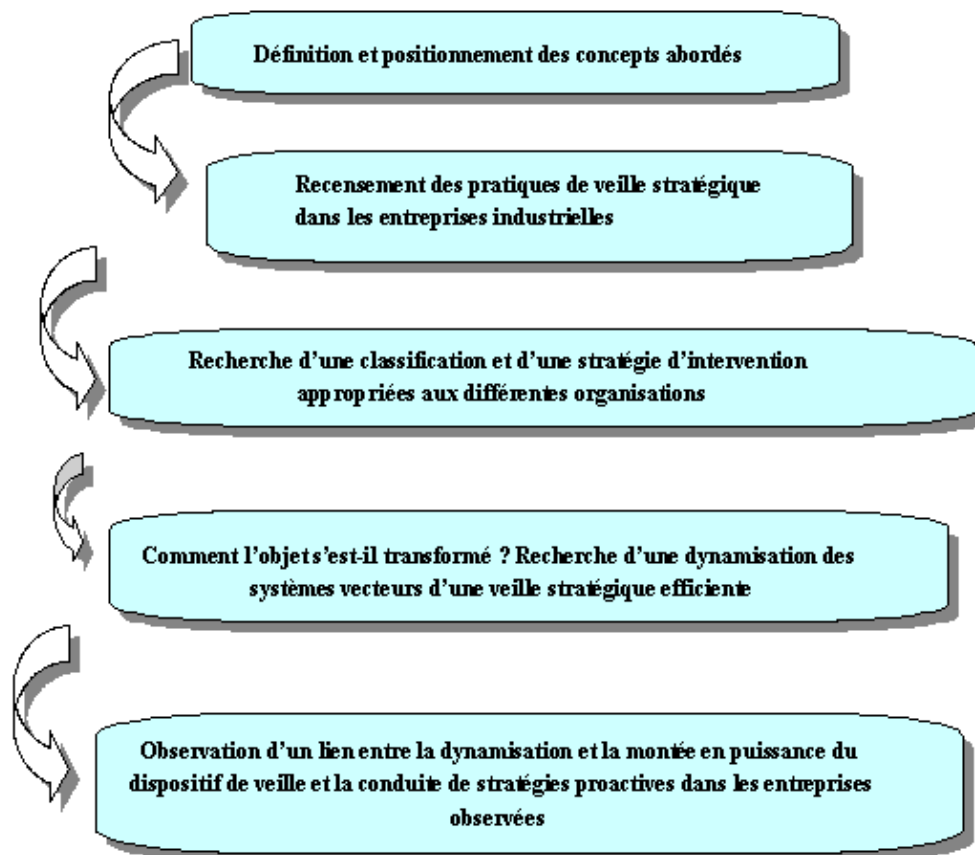 Définition et positionnement des concepts abordés
Recensement des pratiques de veille stratégique
dans les entreprises industrielles
Recherche d’une classification et d’une stratégie d’intervention
appropriées aux différentes organisations
Comment l’objet s’est-il transformé ? Recherche d’une dynamisation des
systèmes vecteurs d’une veille stratégique efficiente
Observation d’un lien entre la dynamisation et la montée en puissance du
dispositif de veille et la conduite de stratégies proactives dans les entreprises
observées